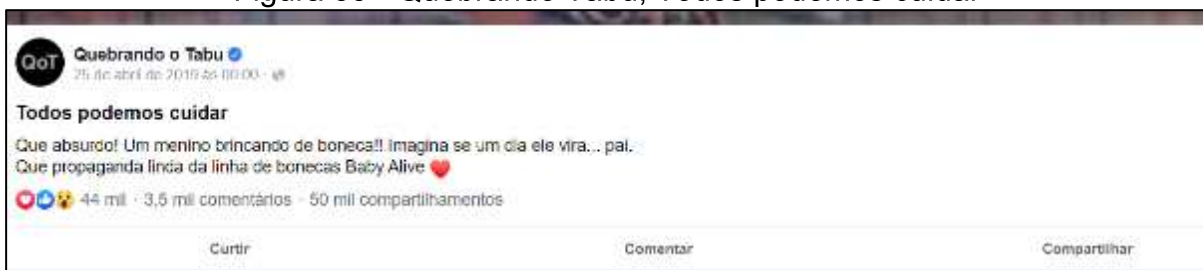 Quebrando Tabu, Todos podemos cuidar
QoT
Quebrando o Tabu
25 de abril de 2019 às 00:00
Todos podemos cuidar
Que absurdo! Um menino brincando de boneca!! Imagina se um dia ele vira... pai.
Que propaganda linda da linha de bonecas Baby Alive ❤️
44 mil · 3,5 mil comentários · 50 mil compartilhamentos
Curtir
Comentar
Compartilhar